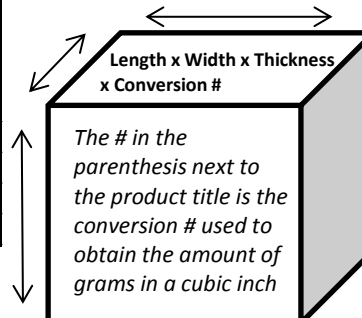 Length x Width x Thickness
x Conversion #
The # in the
parenthesis next to
the product title is the
conversion # used to
obtain the amount of
grams in a cubic inch